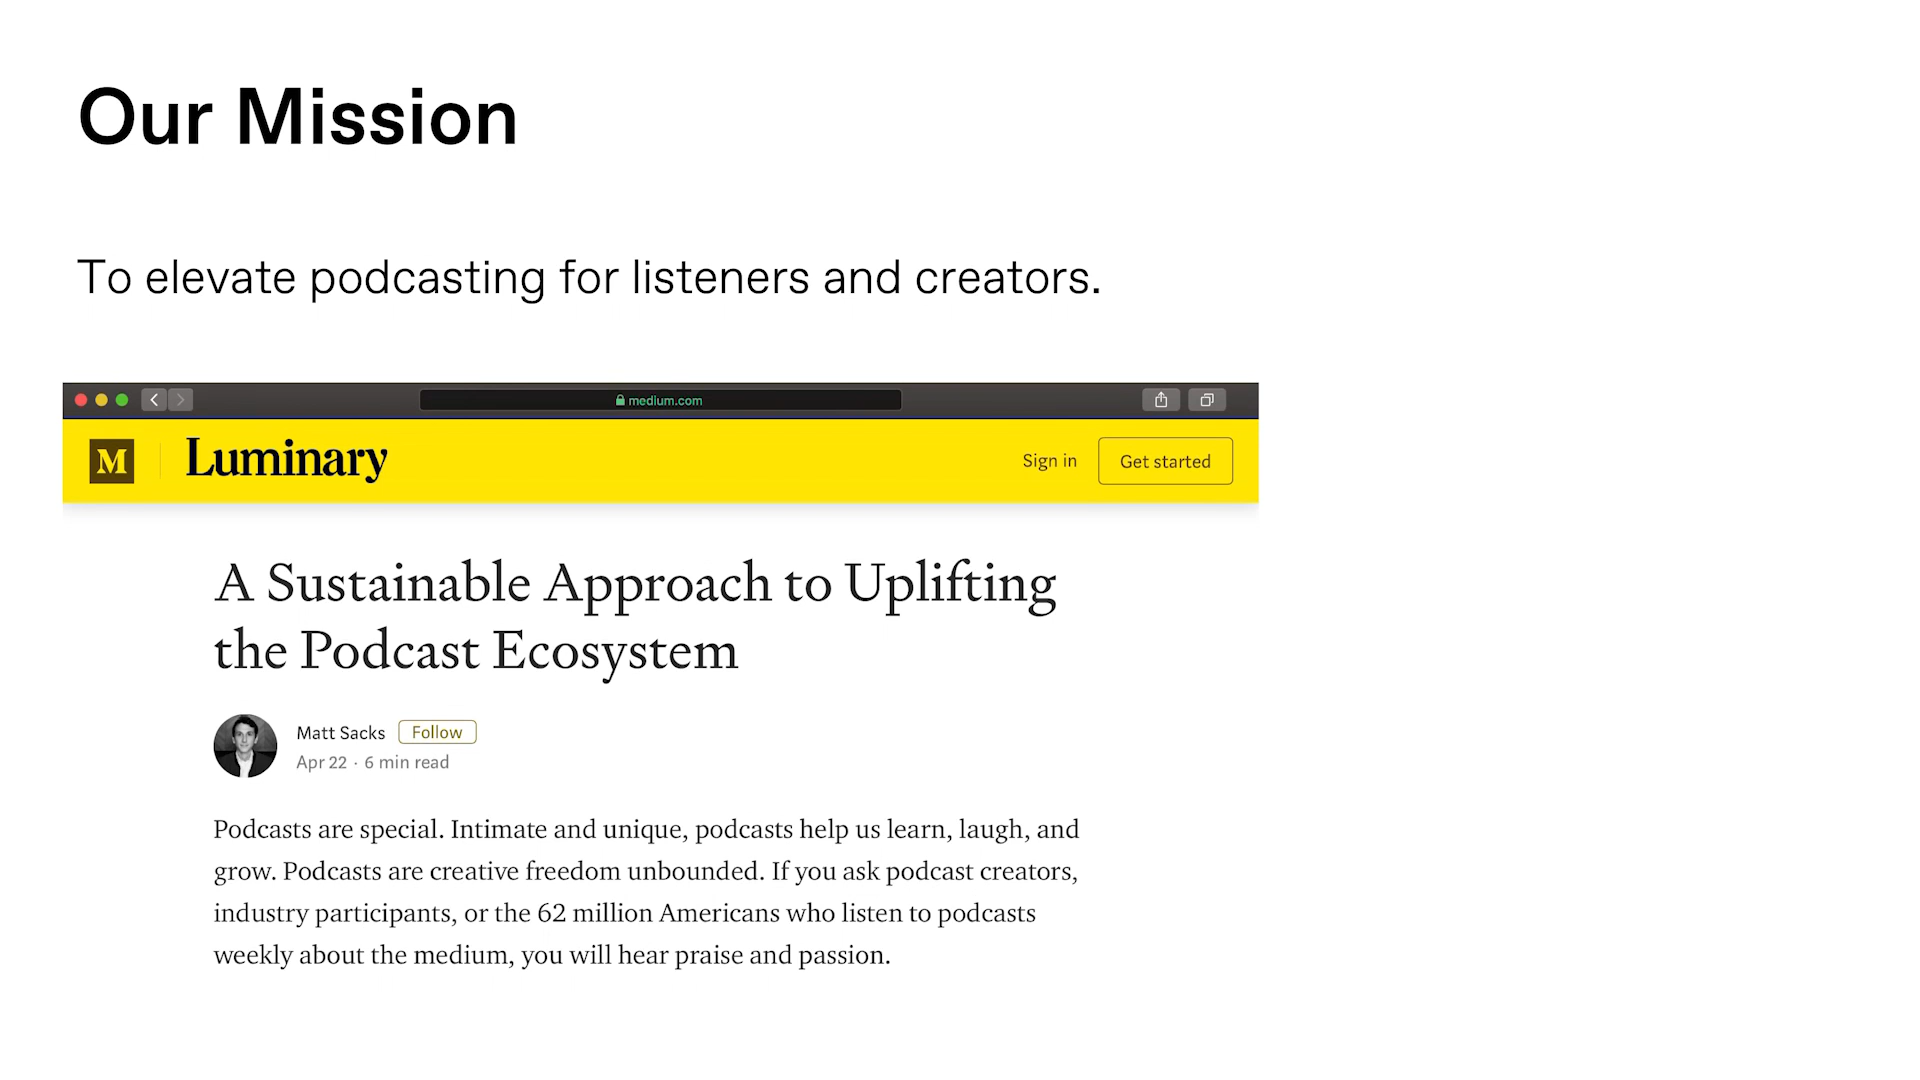 Our Mission
To elevate podcasting for listeners and creators.
medium.com
M
Luminary
Sign in
Get started
A Sustainable Approach to Uplifting
the Podcast Ecosystem
Matt Sacks
Follow
Apr 22 · 6 min read
Podcasts are special. Intimate and unique, podcasts help us learn, laugh, and
grow. Podcasts are creative freedom unbounded. If you ask podcast creators,
industry participants, or the 62 million Americans who listen to podcasts
weekly about the medium, you will hear praise and passion.